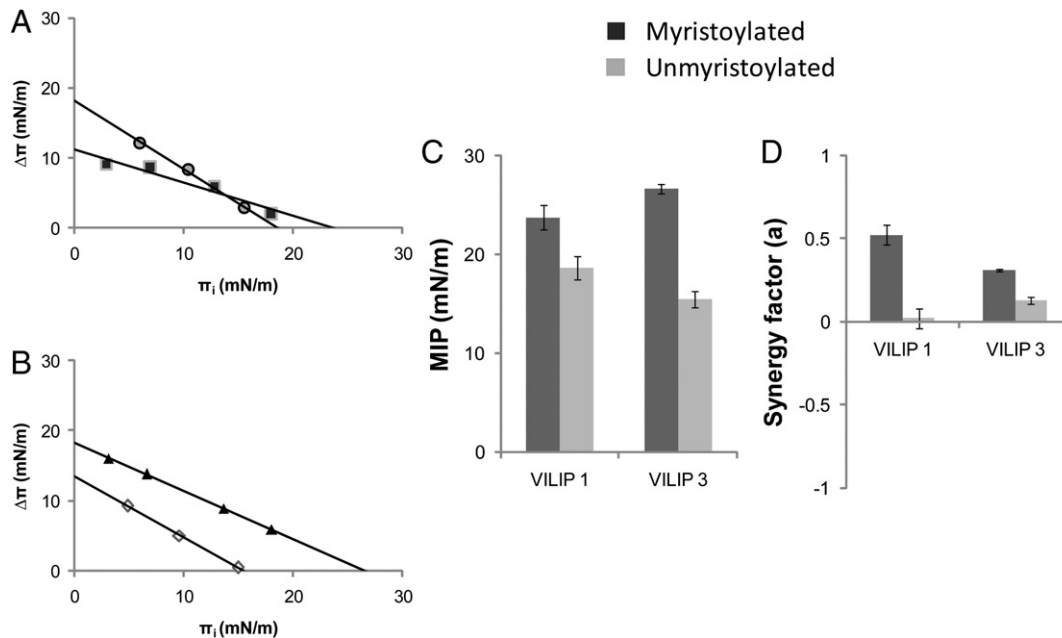 A
30
20
10
0
Δπ (mN/m)
0 10 20 30
πi (mN/m)
Myristoylated
Unmyristoylated
B
30
20
10
0
Δπ (mN/m)
0 10 20 30
πi (mN/m)
C
30
20
10
0
MIP (mN/m)
VILIP 1 VILIP 3
D
1
0.5
0
-0.5
-1
Synergy factor (a)
VILIP 1 VILIP 3